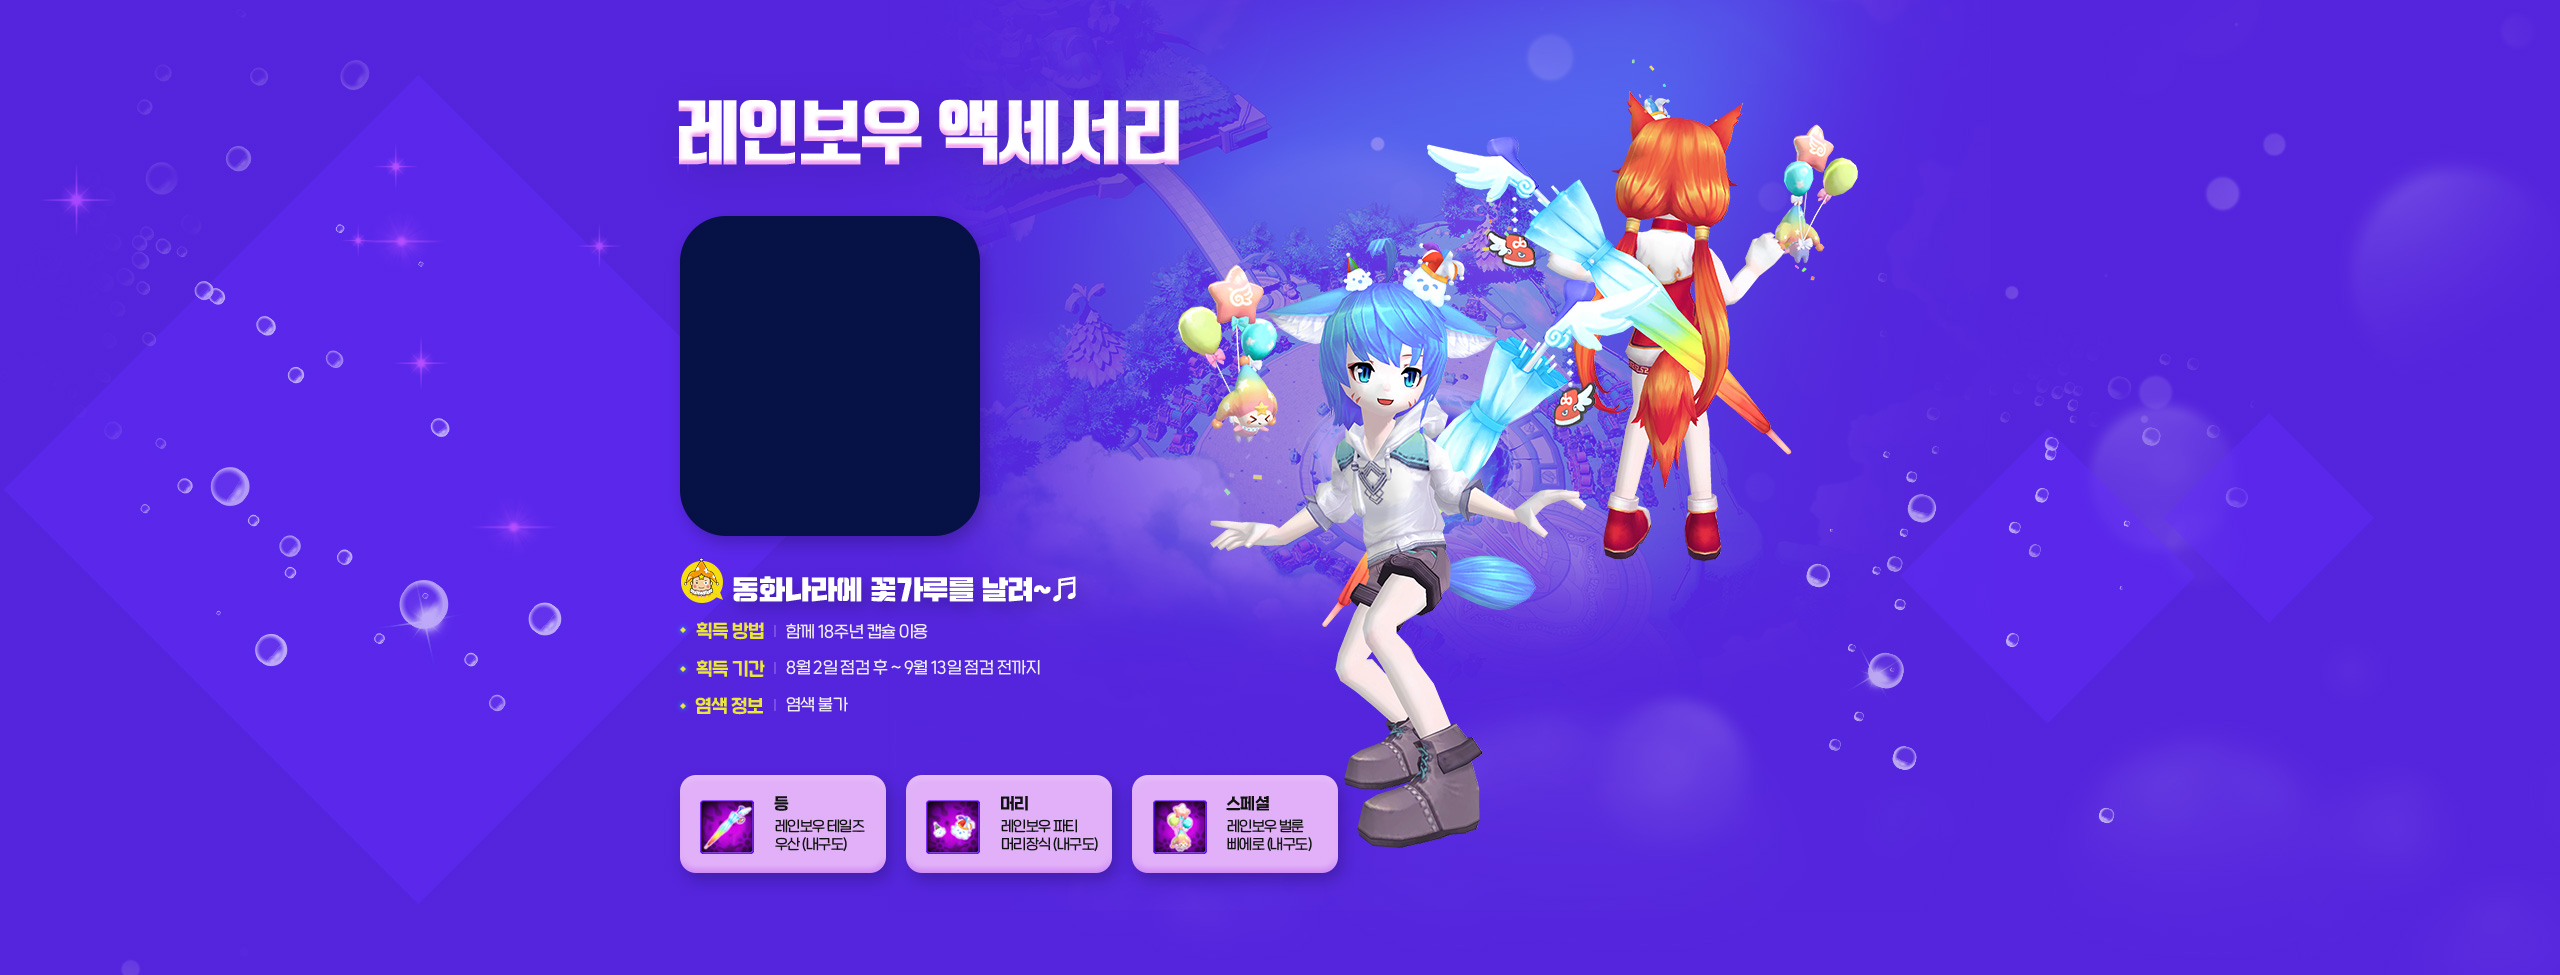 레인보우 액세서리
동화나라에 꽃가루를 날려~♬
획득 방법 | 함께 18주년 캡슐 이용
획득 기간 | 8월 2일 점검 후 ~ 9월 13일 점검 전까지
염색 정보 | 염색 불가
등
레인보우 테일즈
우산 (내구도)
머리
레인보우 파티
머리장식 (내구도)
스페셜
레인보우 벌룬
삐에로 (내구도)